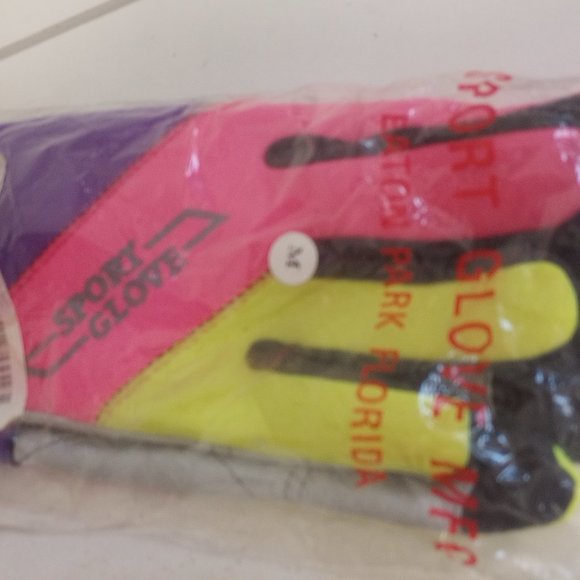 SPORT
GLOVE
M
SPORT GLOVE MFG
EATON PARK FLORIDA